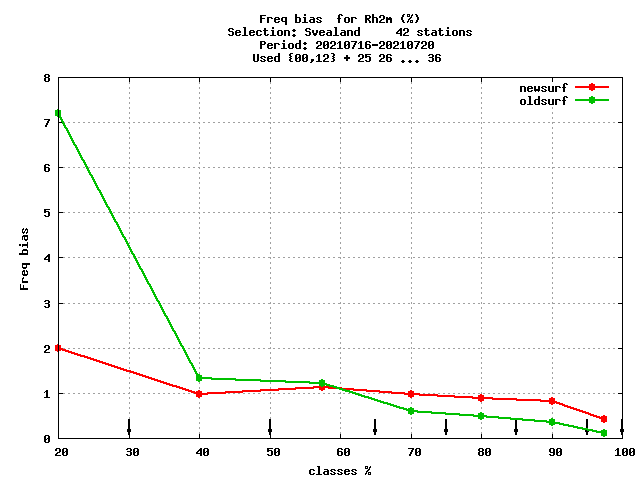 Freq bias  for Rh2m (%)
Selection: Svealand     42 stations
Period: 20210716-20210720
Used {00,12} + 25 26 ... 36
newsurf
oldsurf
8
7
6
5
4
3
2
1
0
Freq bias
20 30 40 50 60 70 80 90 100
classes %